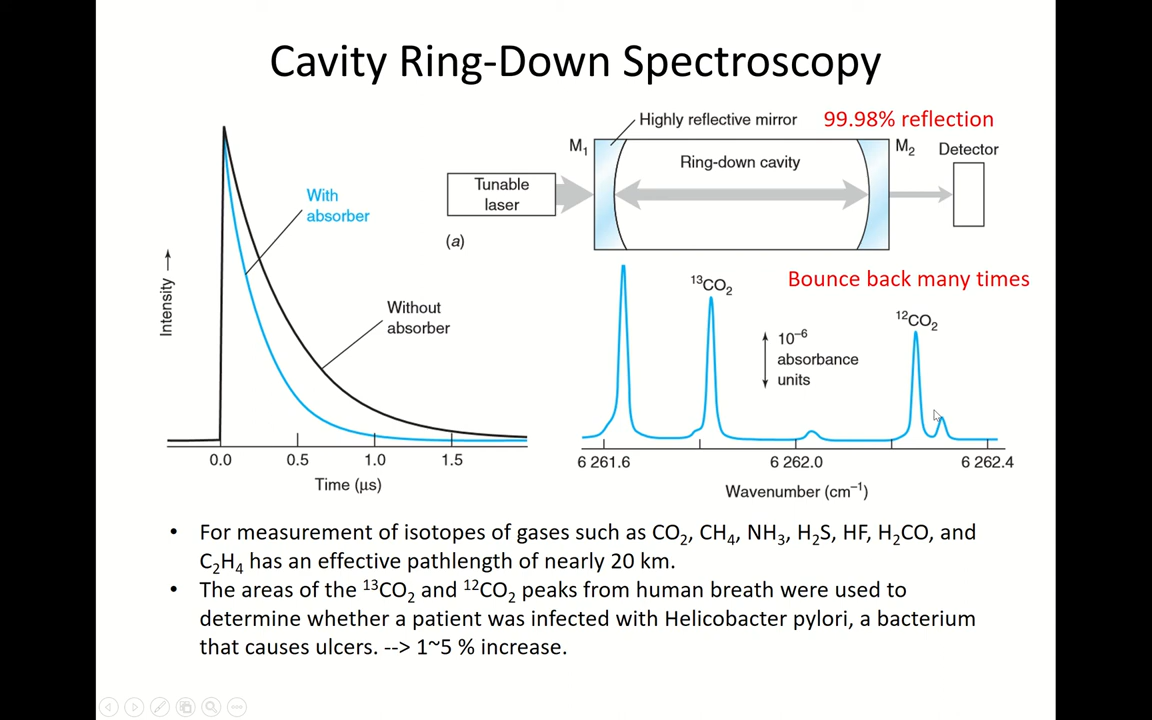 Cavity Ring-Down Spectroscopy
Highly reflective mirror
99.98% reflection
M₁
M₂
Detector
Ring-down cavity
Tunable
laser
(a)
With
absorber
Without
absorber
Intensity →
0.0 0.5 1.0 1.5
Time (μs)
Bounce back many times
¹³CO₂
¹²CO₂
10⁻⁶
absorbance
units
6 261.6 6 262.0 6 262.4
Wavenumber (cm⁻¹)
• For measurement of isotopes of gases such as CO₂, CH₄, NH₃, H₂S, HF, H₂CO, and
C₂H₄ has an effective pathlength of nearly 20 km.
• The areas of the ¹³CO₂ and ¹²CO₂ peaks from human breath were used to
determine whether a patient was infected with Helicobacter pylori, a bacterium
that causes ulcers. --> 1~5 % increase.